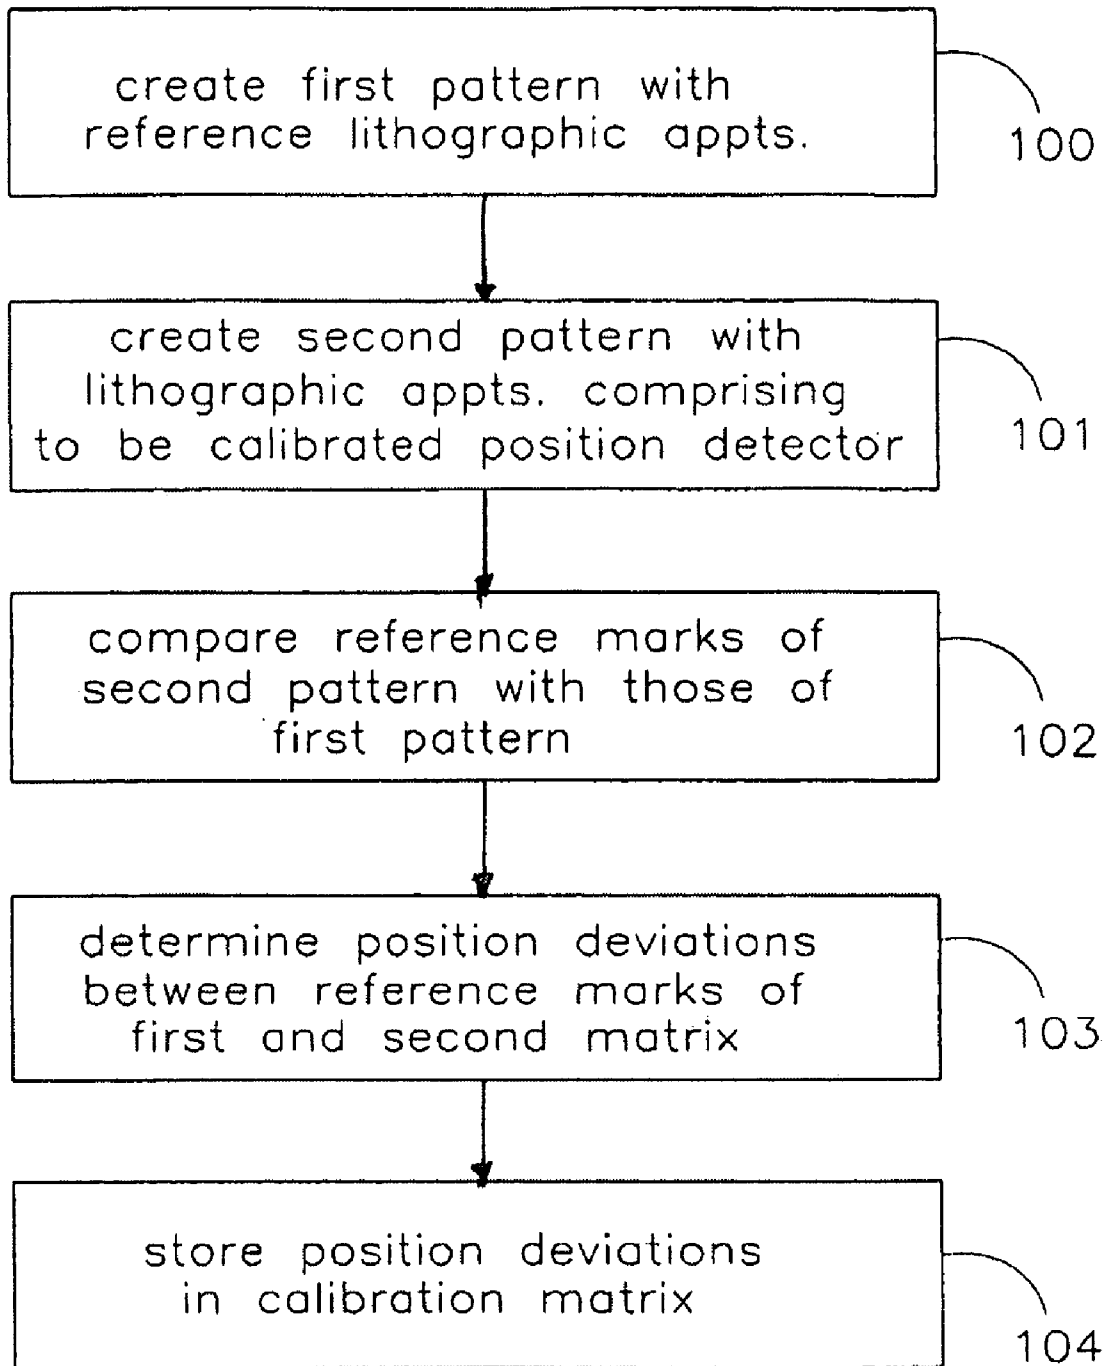 create first pattern with
reference lithographic appts.
100
create second pattern with
lithographic appts. comprising
to be calibrated position detector
101
compare reference marks of
second pattern with those of
first pattern
102
determine position deviations
between reference marks of
first and second matrix
103
store position deviations
in calibration matrix
104